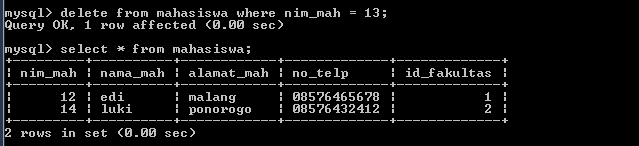 mysql> delete from mahasiswa where nim_mah = 13;
Query OK, 1 row affected (0.00 sec)
mysql> select * from mahasiswa;
+---------+----------+------------+-------------+-------------+
| nim_mah | nama_mah | alamat_mah | no_telp     | id_fakultas |
+---------+----------+------------+-------------+-------------+
|      12 | edi      | malang     | 08576465678 |           1 |
|      14 | luki     | ponorogo   | 08576432412 |           2 |
+---------+----------+------------+-------------+-------------+
2 rows in set (0.00 sec)